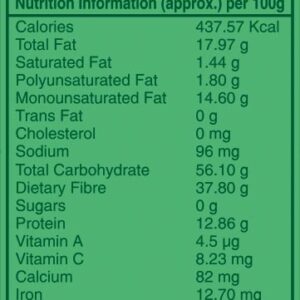 Nutrition Information (approx.) per 100g
Calories 437.57 Kcal
Total Fat 17.97 g
Saturated Fat 1.44 g
Polyunsaturated Fat 1.80 g
Monounsaturated Fat 14.60 g
Trans Fat 0 g
Cholesterol 0 mg
Sodium 96 mg
Total Carbohydrate 56.10 g
Dietary Fibre 37.80 g
Sugars 0 g
Protein 12.86 g
Vitamin A 4.5 µg
Vitamin C 8.23 mg
Calcium 82 mg
Iron 12.70 mg